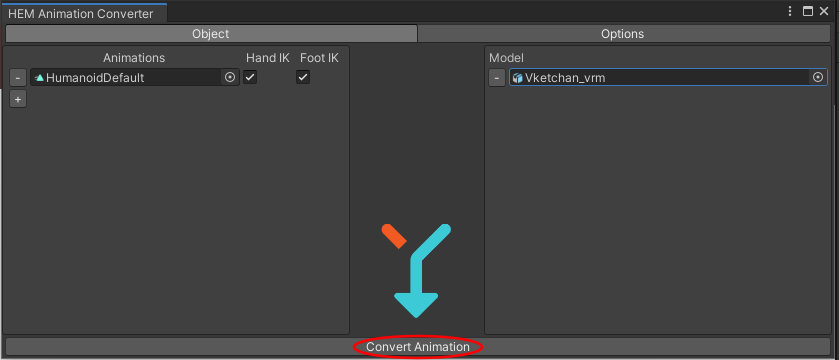 HEM Animation Converter
Object
Options
Animations
Hand IK
Foot IK
Model
-
HumanoidDefault
-
Vketchan_vrm
+
Convert Animation